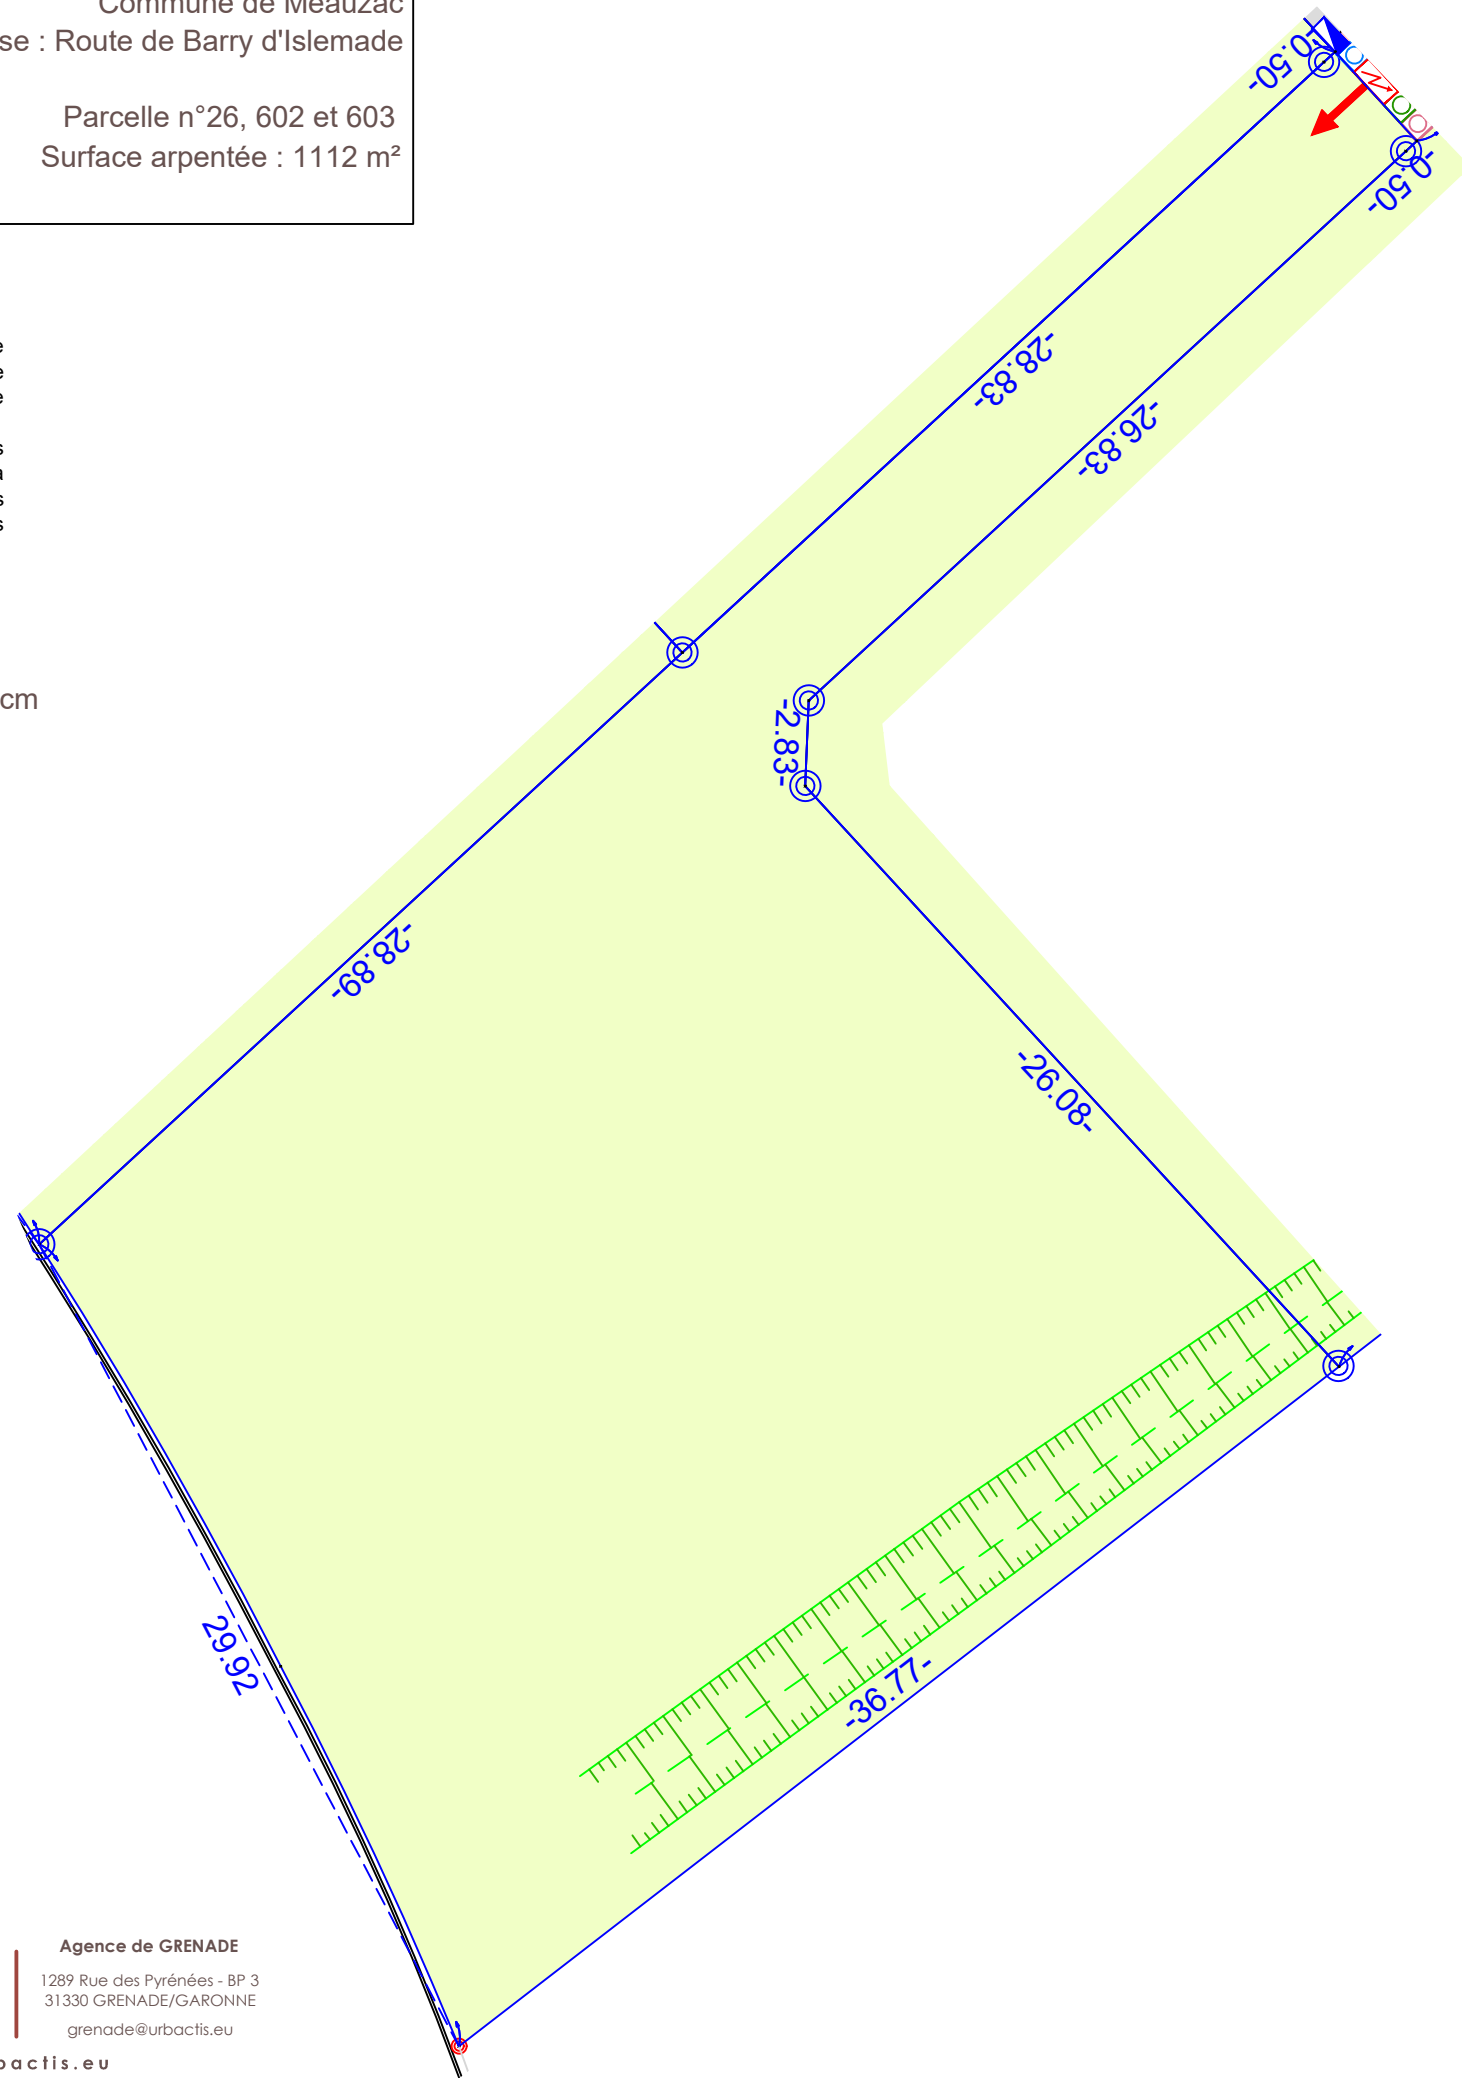 Commune de Meauzac
se : Route de Barry d'Islemade
Parcelle n°26, 602 et 603
Surface arpentée : 1112 m²
e
e
e
s
a
s
s
cm
-0.50-
-0.50-
-28.83-
-26.83-
-2.83-
-28.89-
-26.08-
29.92
-36.77-
Agence de GRENADE
1289 Rue des Pyrénées - BP 3
31330 GRENADE/GARONNE
grenade@urbactis.eu
bactis.eu